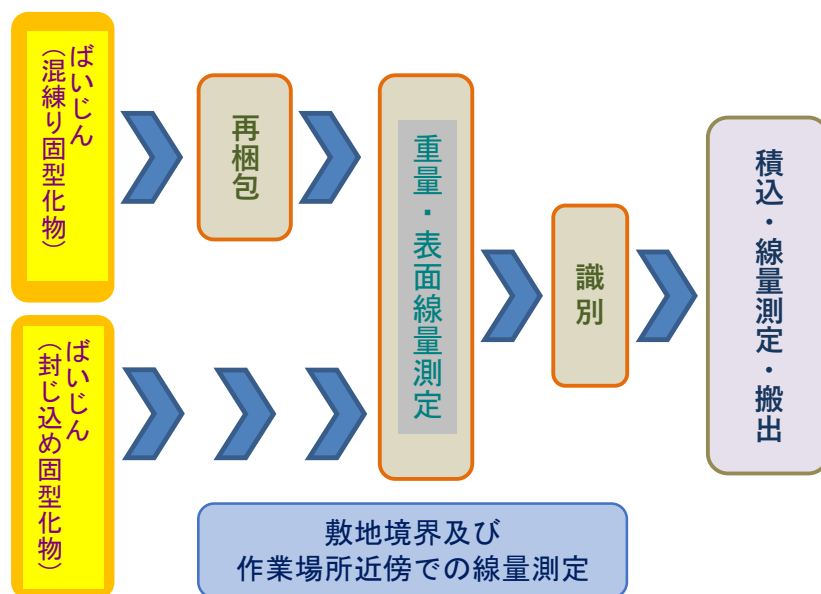 ばいじん
（混練り固型化物）
再梱包
重量・表面線量測定
識別
積込・線量測定・搬出
ばいじん
（封じ込め固型化物）
敷地境界及び
作業場所近傍での線量測定